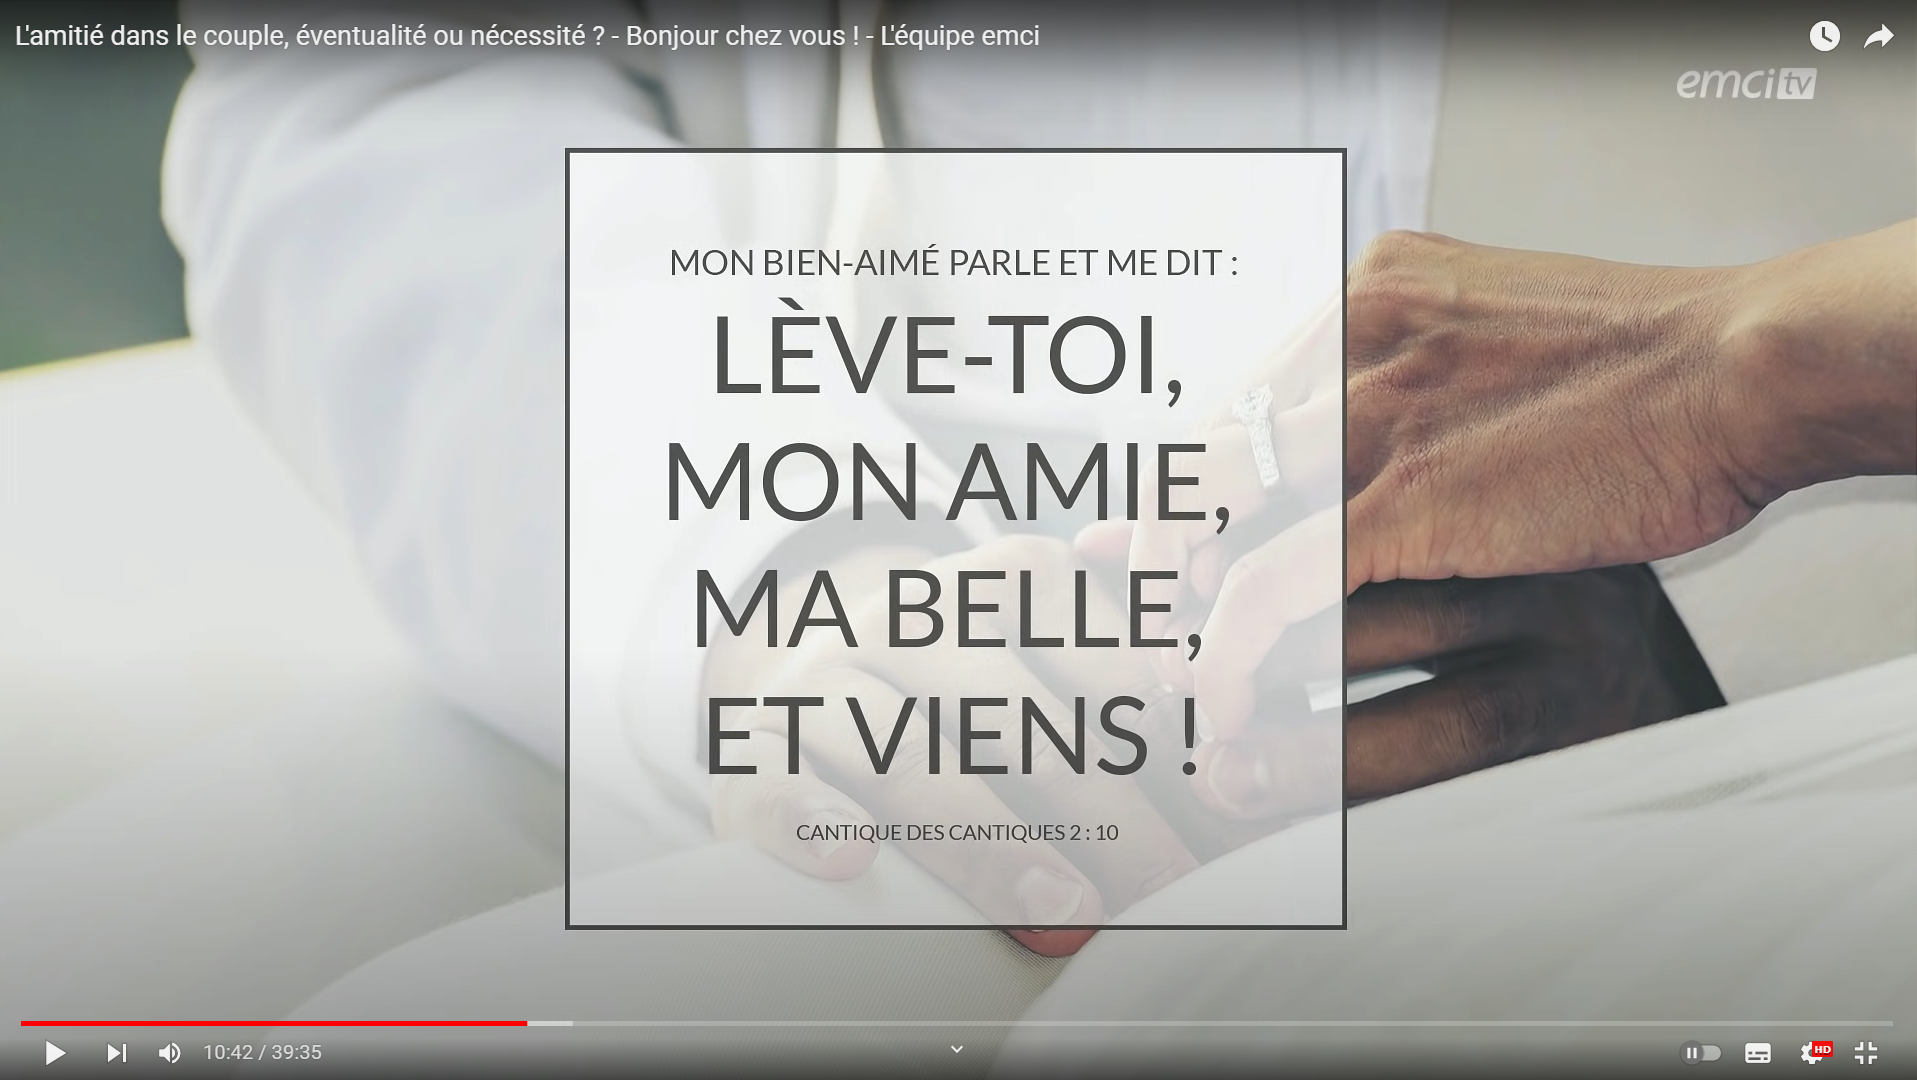 L'amitié dans le couple, éventualité ou nécessité ? - Bonjour chez vous ! - L'équipe emci
emci tv
MON BIEN-AIMÉ PARLE ET ME DIT :
LÈVE-TOI,
MON AMIE,
MA BELLE,
ET VIENS !
CANTIQUE DES CANTIQUES 2 : 10
10:42 / 39:35
HD